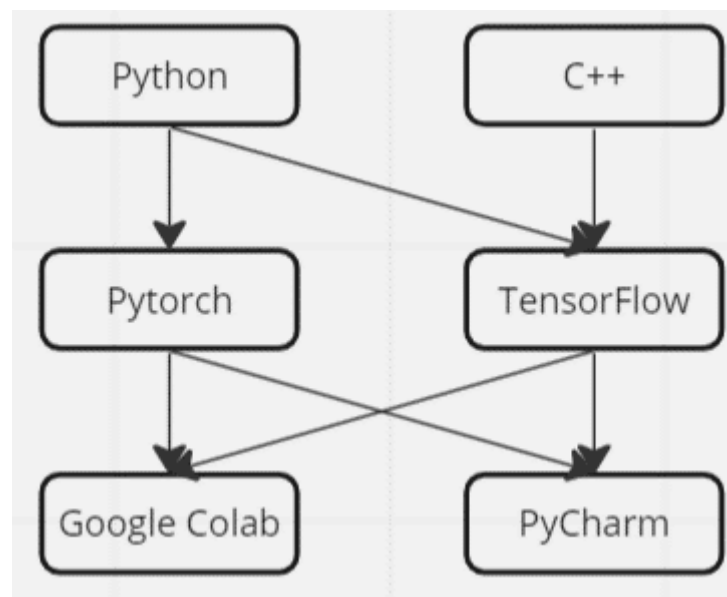 Python
C++
Pytorch
TensorFlow
Google Colab
PyCharm